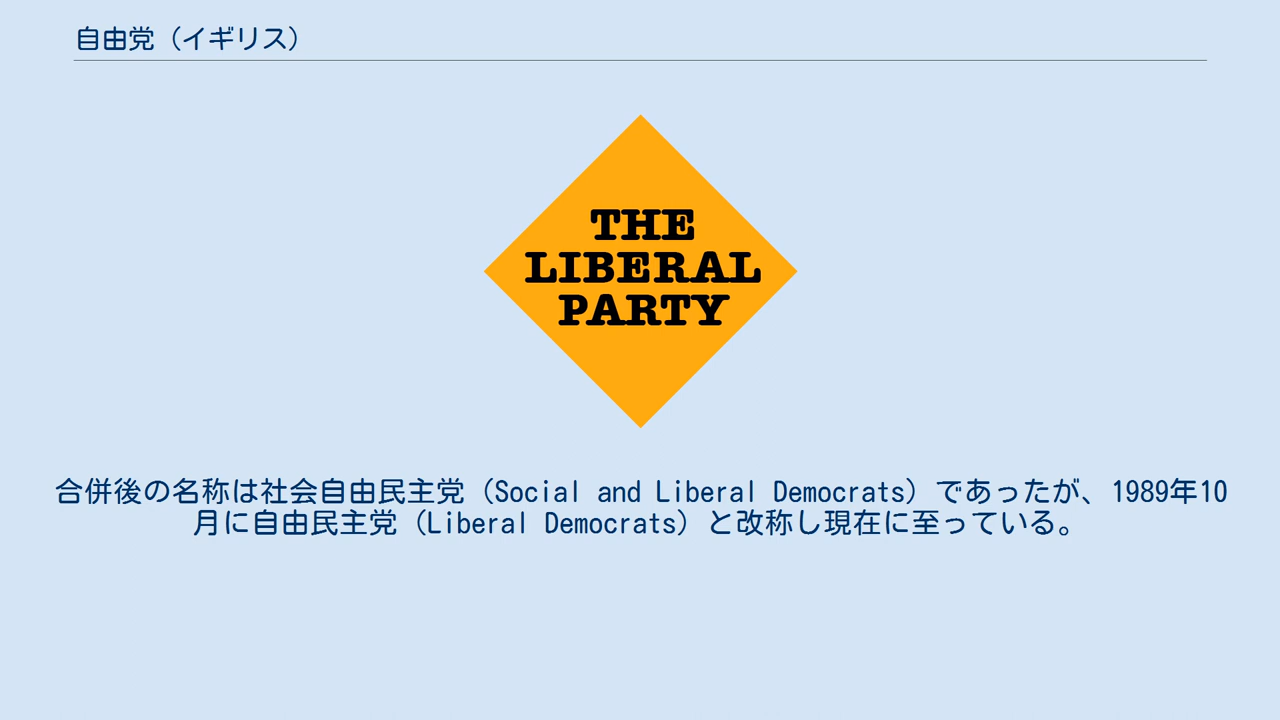 自由党（イギリス）
THE
LIBERAL
PARTY
合併後の名称は社会自由民主党（Social and Liberal Democrats）であったが、1989年10
月に自由民主党（Liberal Democrats）と改称し現在に至っている。